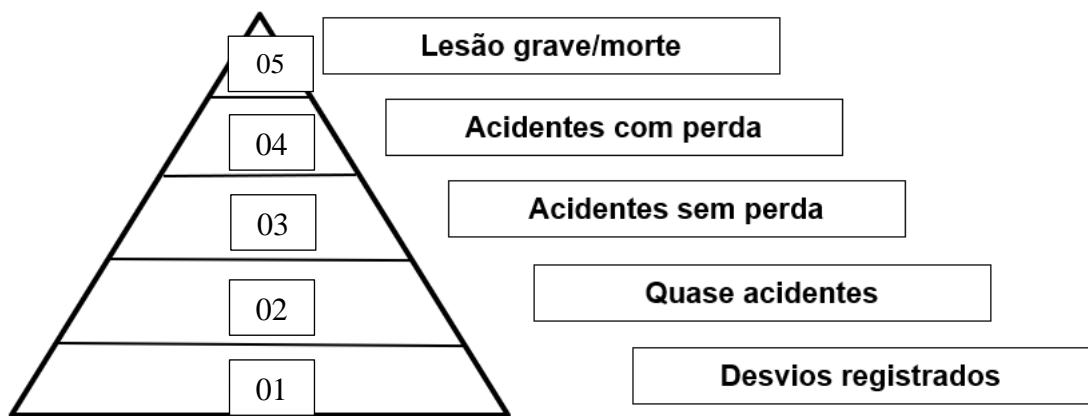 05
Lesão grave/morte
04
Acidentes com perda
03
Acidentes sem perda
02
Quase acidentes
01
Desvios registrados